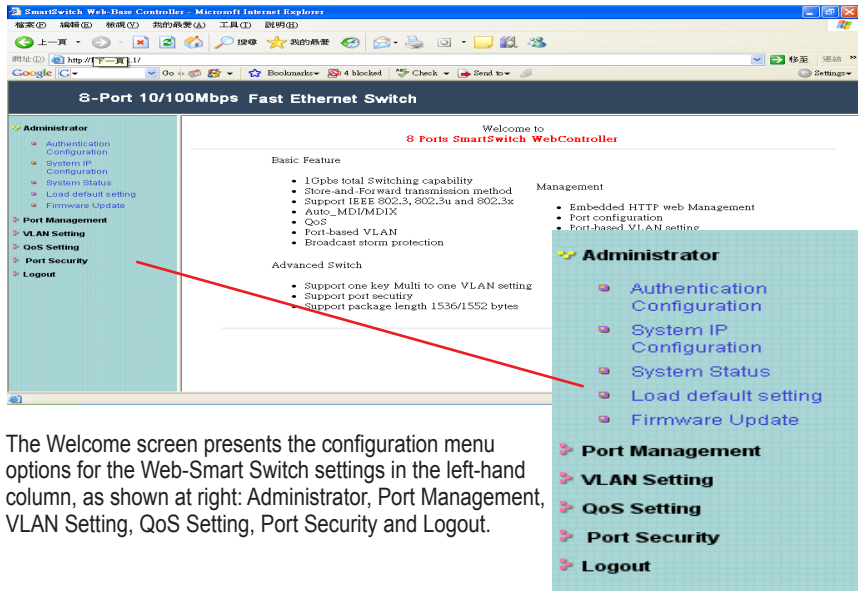 SmartSwitch Web-Base Controller - Microsoft Internet Explorer
檔案(F) 編輯(E) 檢視(V) 我的最愛(A) 工具(T) 說明(H)
上一頁 搜尋 我的最愛
網址(D) http:// 下一頁 .1/ 移至 連結 »
Google G Go Bookmarks 4 blocked Check Send to Settings
8-Port 10/100Mbps Fast Ethernet Switch
Administrator
Authentication
Configuration
System IP
Configuration
System Status
Load default setting
Firmware Update
Port Management
VLAN Setting
QoS Setting
Port Security
Logout
Welcome to
8 Ports SmartSwitch WebController
Basic Feature
1Gpbs total Switching capability
Store-and-Forward transmission method
Support IEEE 802.3, 802.3u and 802.3x
Auto_MDI/MDIX
QoS
Port-based VLAN
Broadcast storm protection
Advanced Switch
Support one key Multi to one VLAN setting
Support port secutiry
Support package length 1536/1552 bytes
Management
Embedded HTTP web Management
Port configuration
Port-based VLAN setting
Administrator
Authentication
Configuration
System IP
Configuration
System Status
Load default setting
Firmware Update
Port Management
VLAN Setting
QoS Setting
Port Security
Logout
The Welcome screen presents the configuration menu
options for the Web-Smart Switch settings in the left-hand
column, as shown at right: Administrator, Port Management,
VLAN Setting, QoS Setting, Port Security and Logout.